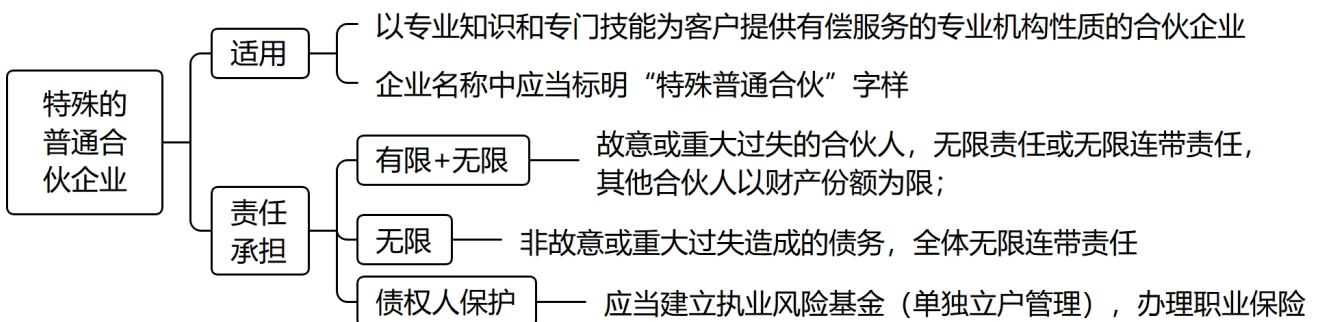 特殊的
普通合
伙企业
适用
以专业知识和专门技能为客户提供有偿服务的专业机构性质的合伙企业
企业名称中应当标明“特殊普通合伙”字样
责任
承担
有限+无限
故意或重大过失的合伙人，无限责任或无限连带责任，
其他合伙人以财产份额为限；
无限
非故意或重大过失造成的债务，全体无限连带责任
债权人保护
应当建立执业风险基金（单独立户管理），办理职业保险